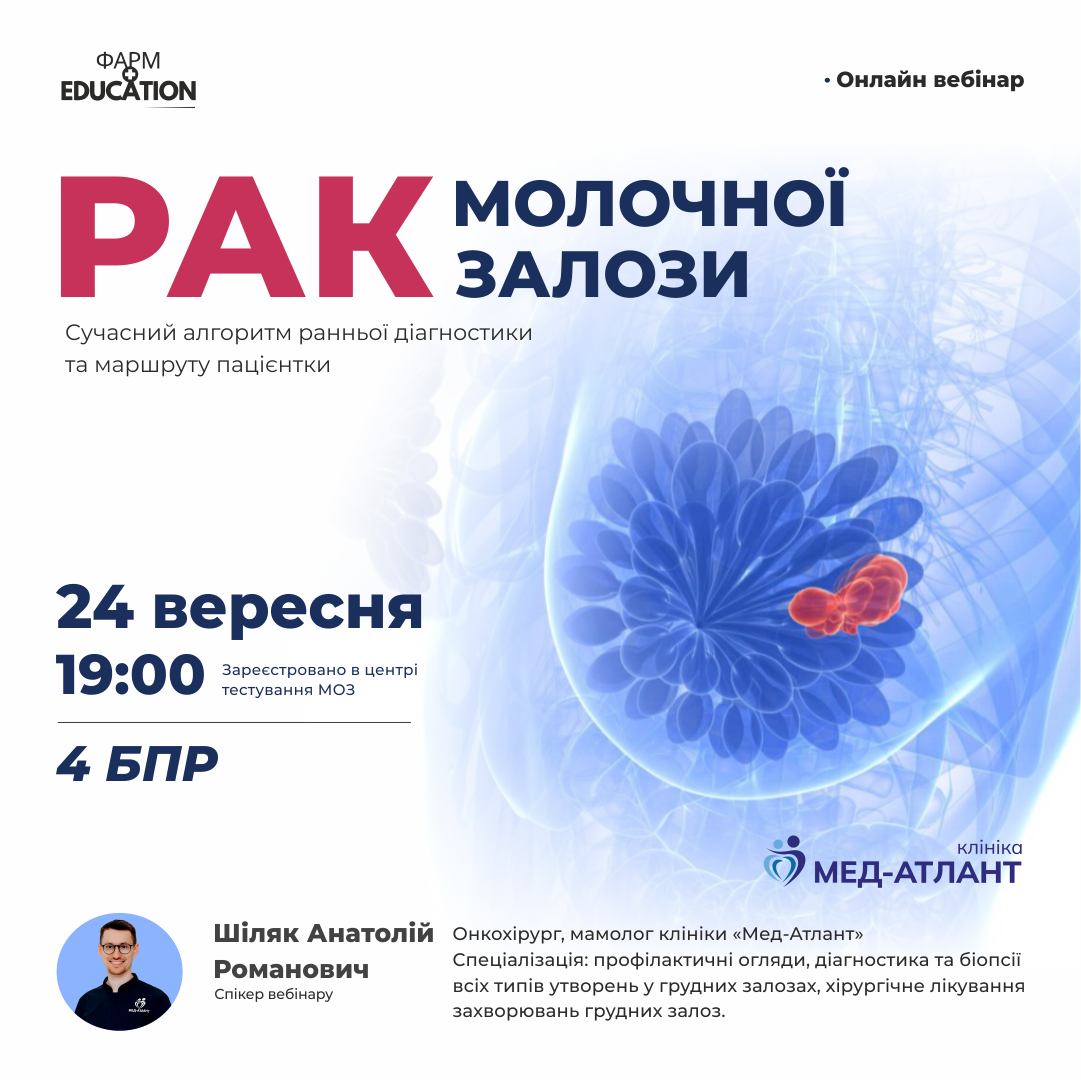 ФАРМ
EDUCATION
· Онлайн вебінар
РАК МОЛОЧНОЇ
ЗАЛОЗИ
Сучасний алгоритм ранньої діагностики
та маршруту пацієнтки
24 вересня
19:00
Зареєстровано в центрі
тестування МОЗ
4 БПР
клініка
МЕД-АТЛАНТ
Шіляк Анатолій
Романович
Спікер вебінару
Онкохірург, мамолог клініки «Мед-Атлант»
Спеціалізація: профілактичні огляди, діагностика та біопсії
всіх типів утворень у грудних залозах, хірургічне лікування
захворювань грудних залоз.
МЕД-АТЛАНТ